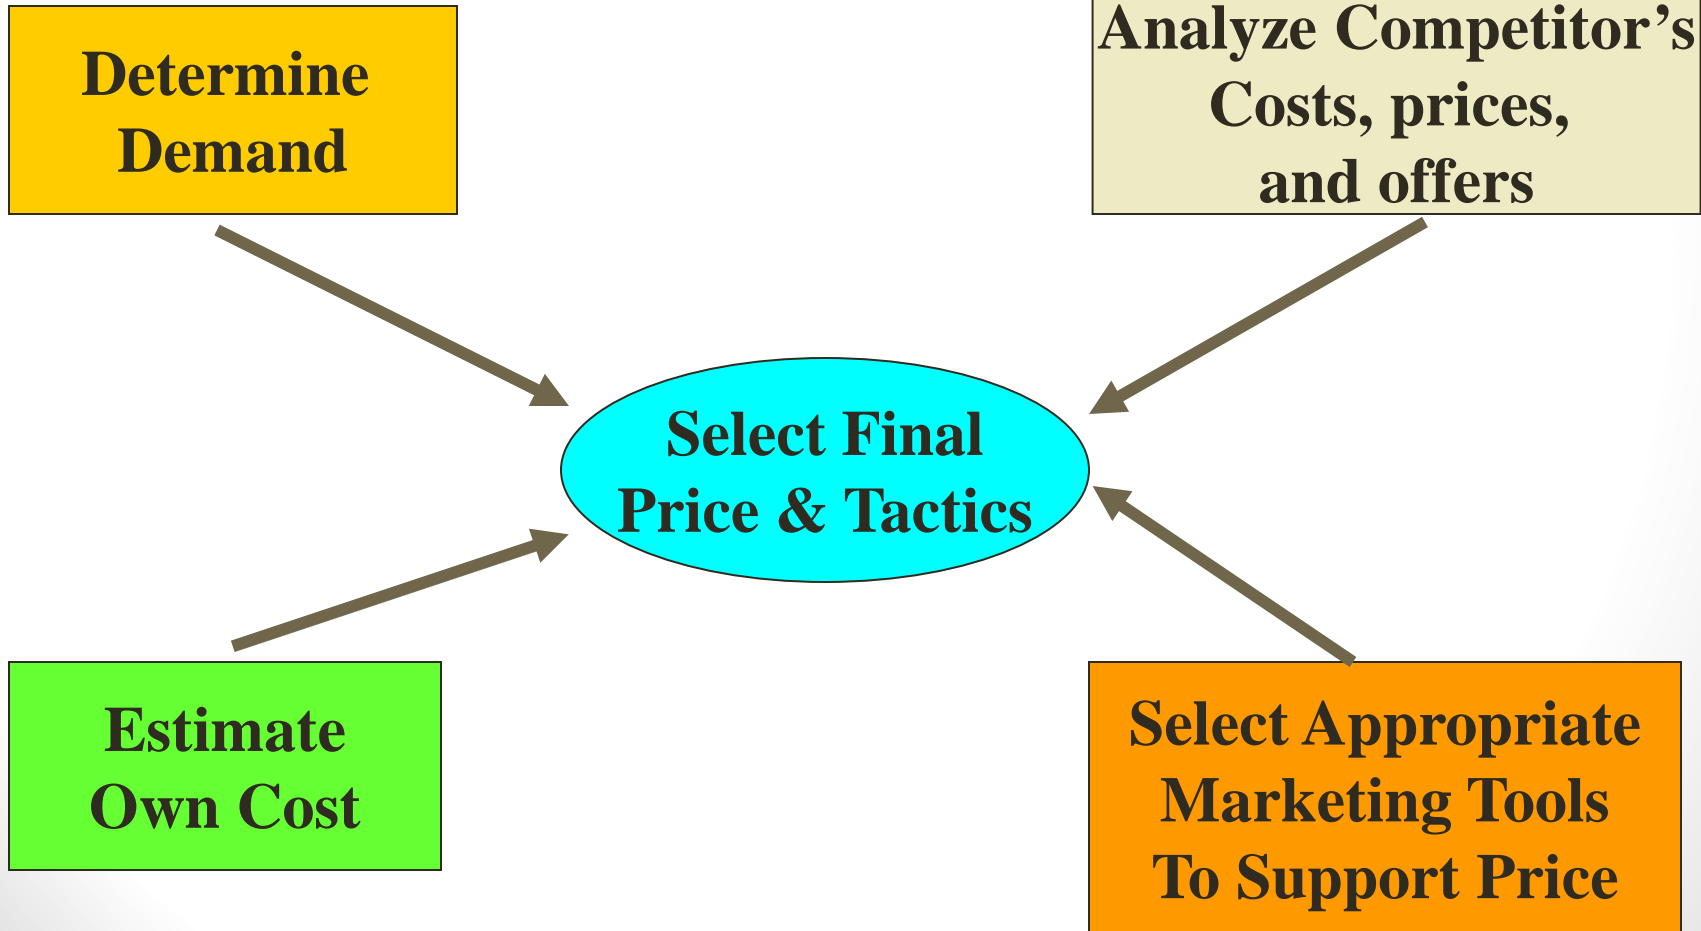 Determine
Demand
Analyze Competitor’s
Costs, prices,
and offers
Select Final
Price & Tactics
Estimate
Own Cost
Select Appropriate
Marketing Tools
To Support Price